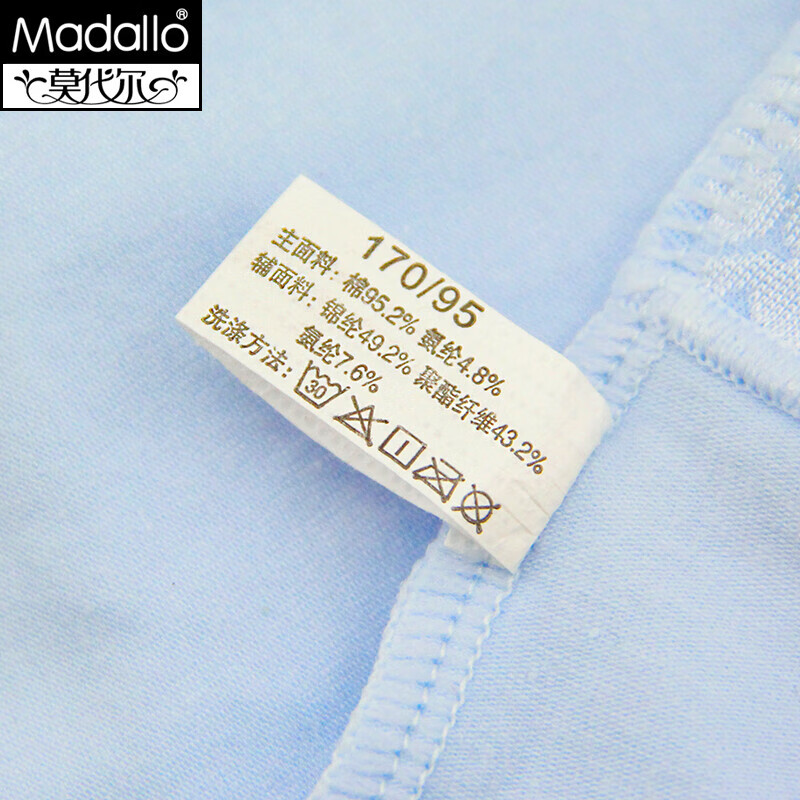 Madallo®
莫代尔
170/95
主面料：棉95.2% 氨纶4.8%
辅面料：锦纶49.2% 聚酯纤维43.2%
氨纶7.6%
洗涤方法：
30